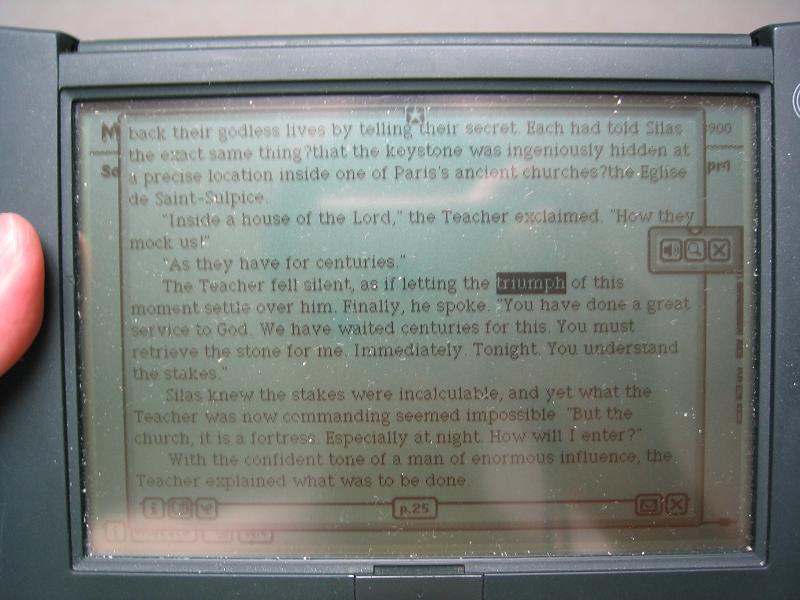 back their godless lives by telling their secret. Each had told Silas
the exact same thing?that the keystone was ingeniously hidden at
a precise location inside one of Paris's ancient churches?the Eglise
de Saint-Sulpice.
"Inside a house of the Lord," the Teacher exclaimed. "How they
mock us!"
"As they have for centuries."
The Teacher fell silent, as if letting the triumph of this
moment settle over him. Finally, he spoke. "You have done a great
service to God. We have waited centuries for this. You must
retrieve the stone for me. Immediately. Tonight. You understand
the stakes."
Silas knew the stakes were incalculable, and yet what the
Teacher was now commanding seemed impossible. "But the
church, it is a fortress. Especially at night. How will I enter?"
With the confident tone of a man of enormous influence, the
Teacher explained what was to be done.
p.25